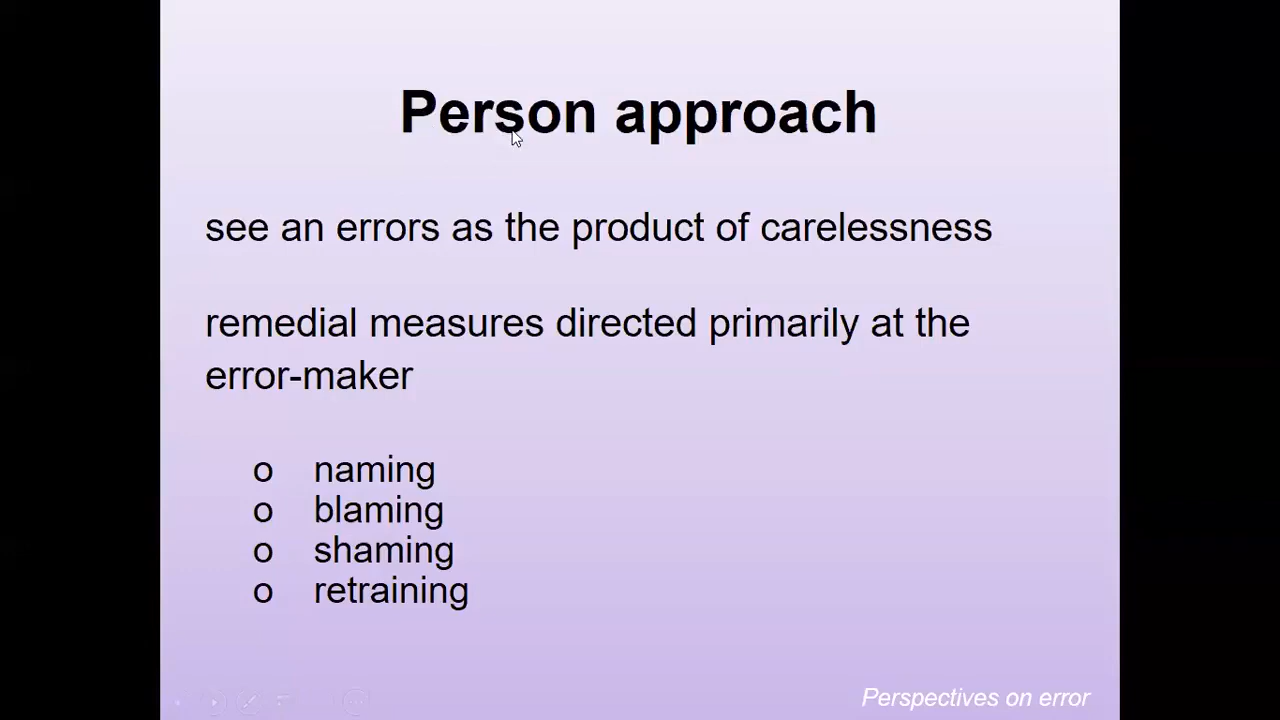 Person approach
see an errors as the product of carelessness
remedial measures directed primarily at the
error-maker
o naming
o blaming
o shaming
o retraining
Perspectives on error